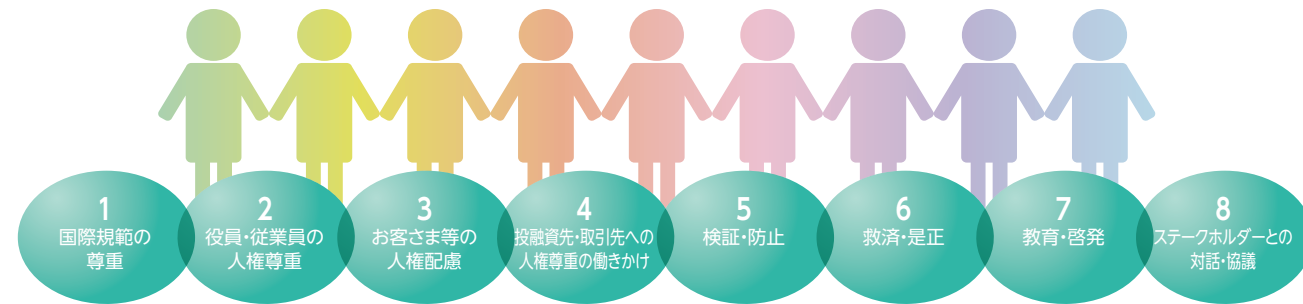 1
国際規範の
尊重
2
役員・従業員の
人権尊重
3
お客さま等の
人権配慮
4
投融資先・取引先への
人権尊重の働きかけ
5
検証・防止
6
救済・是正
7
教育・啓発
8
ステークホルダーとの
対話・協議